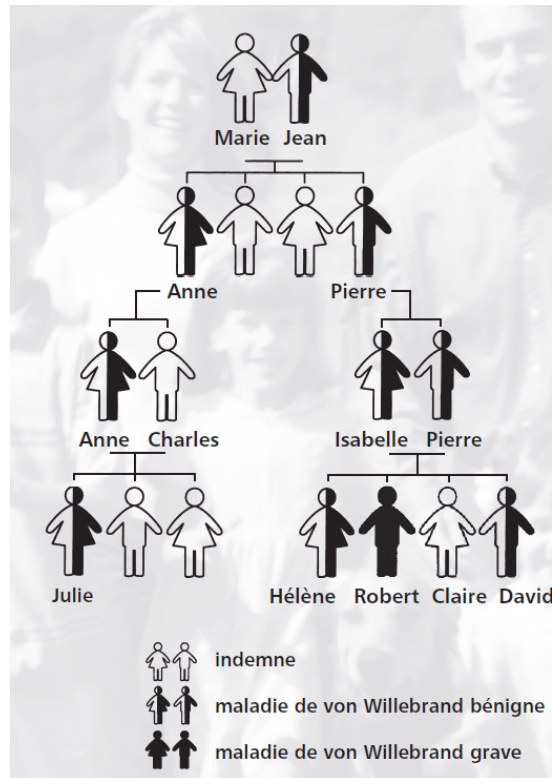 Marie Jean
Anne Pierre
Anne Charles Isabelle Pierre
Julie Hélène Robert Claire David
indemne
maladie de von Willebrand bénigne
maladie de von Willebrand grave